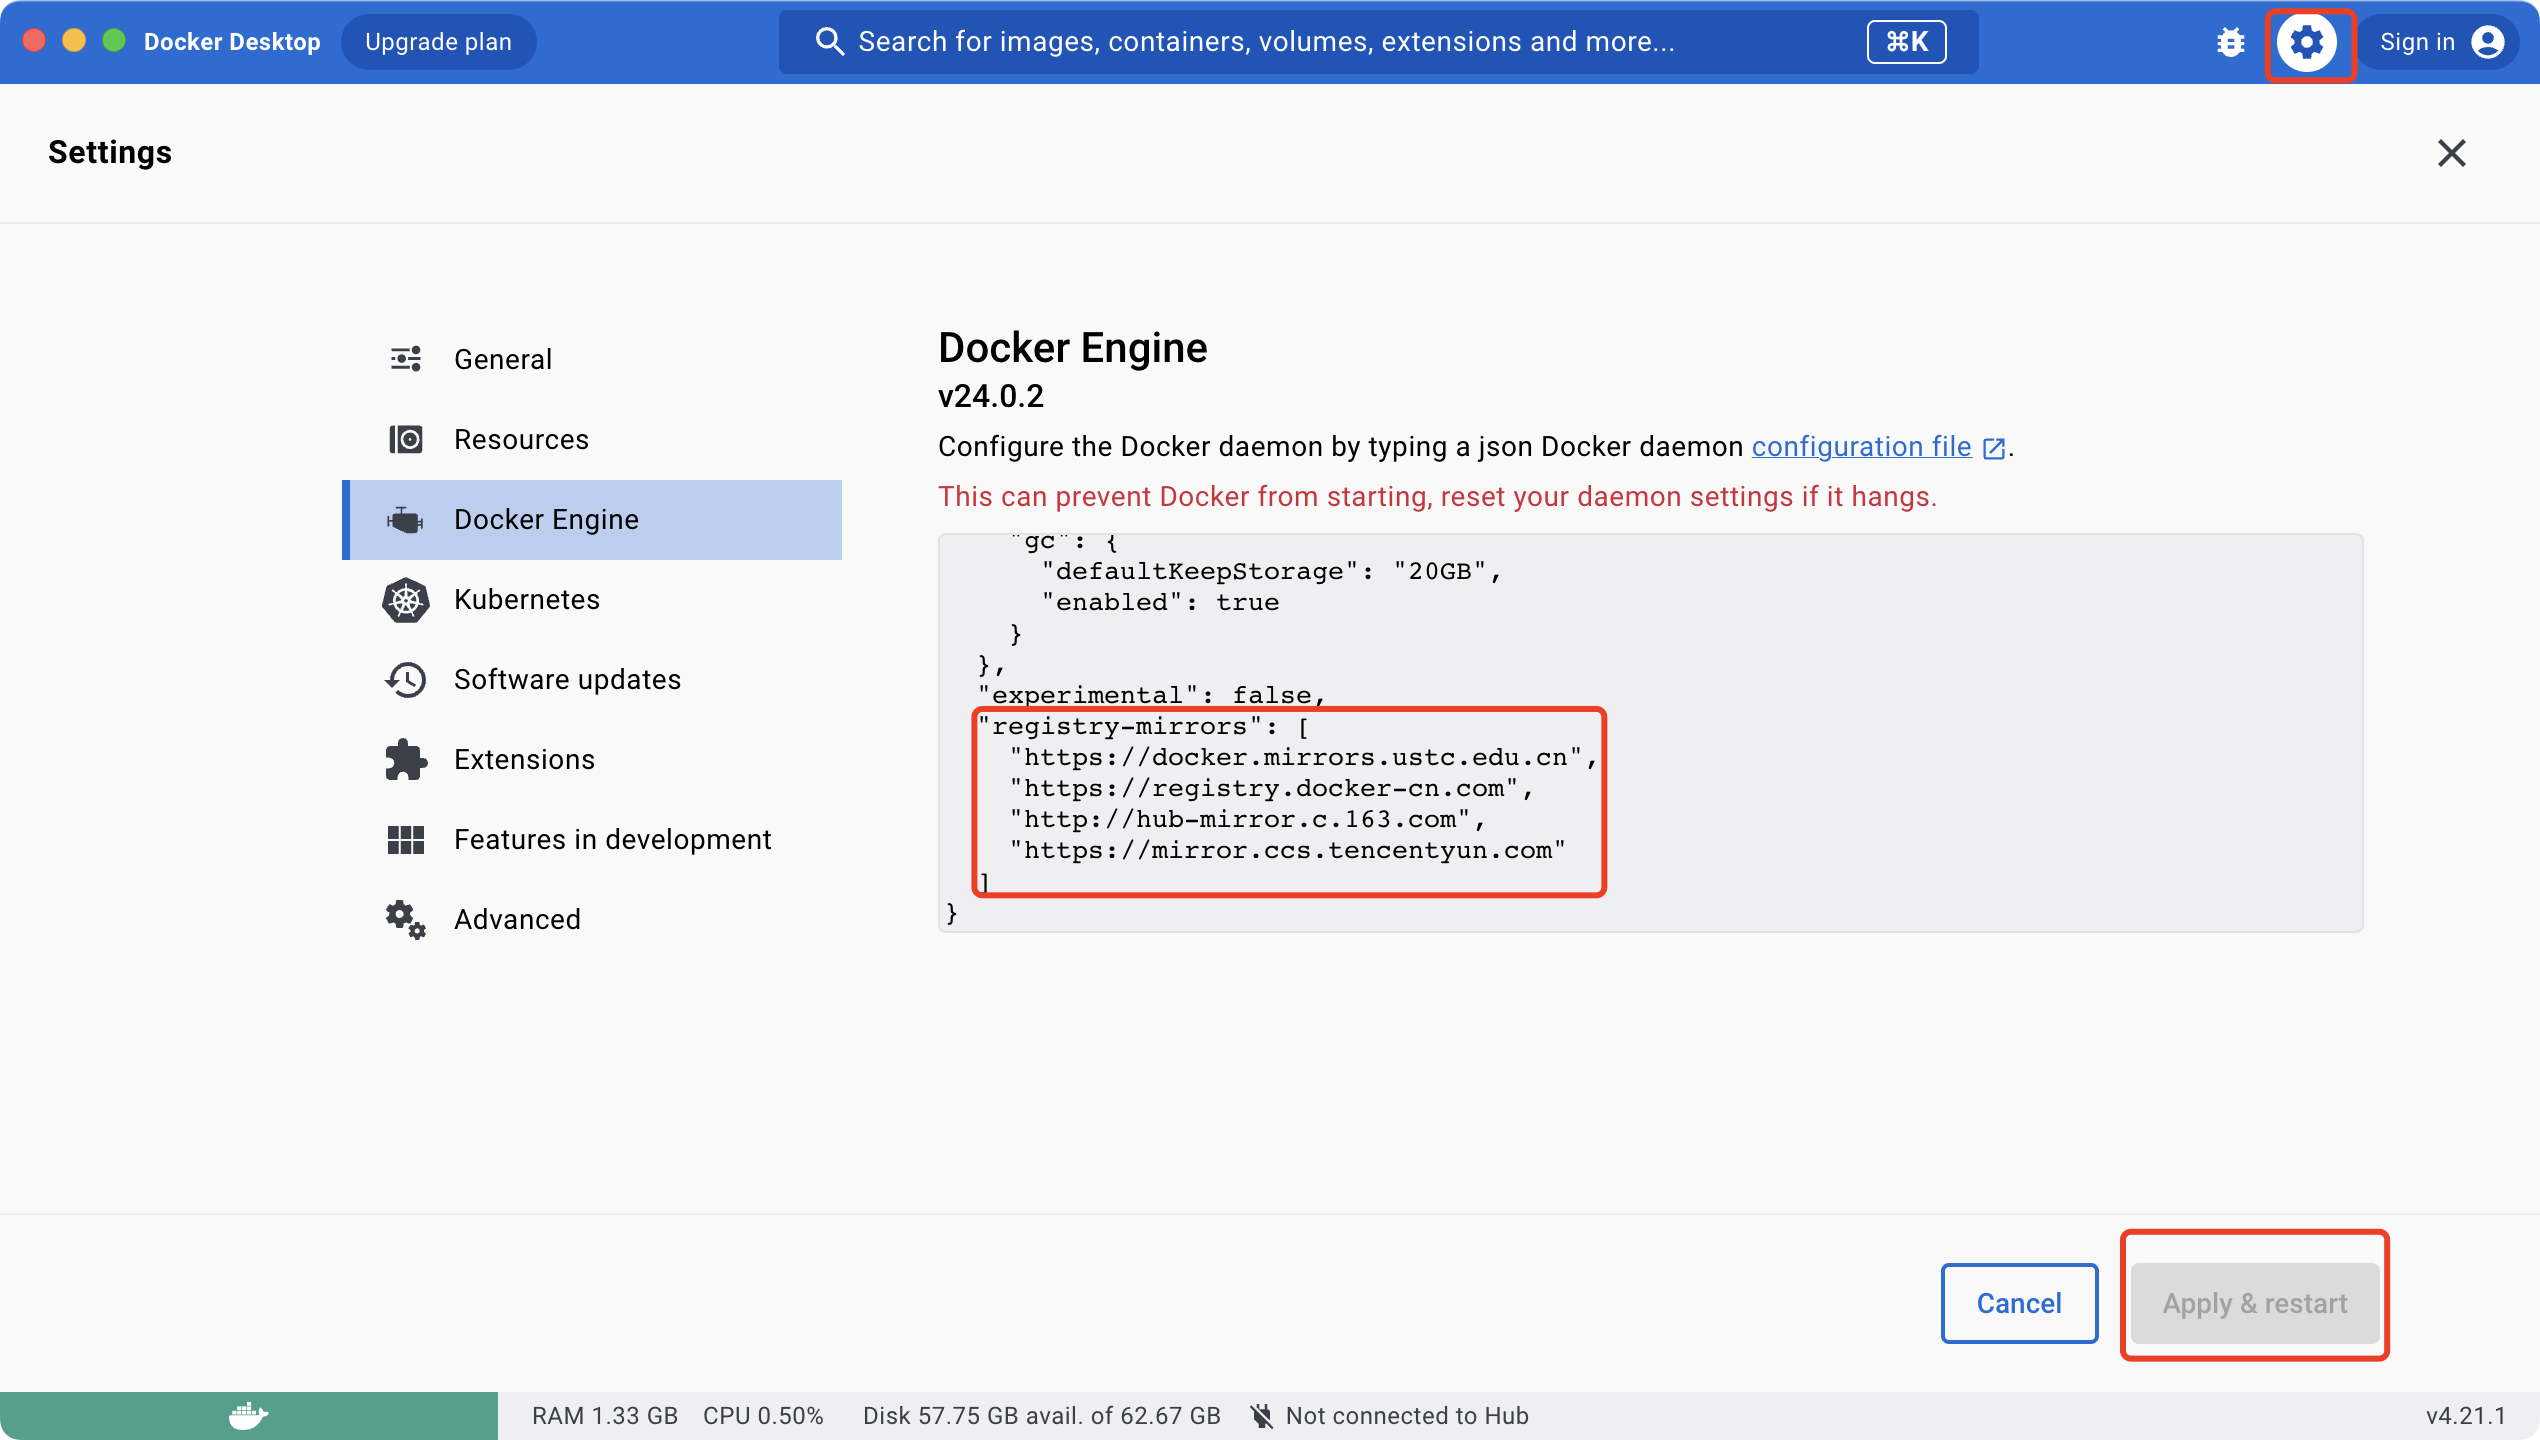 Docker Desktop
Upgrade plan
Search for images, containers, volumes, extensions and more...
⌘K
Sign in
Settings
General
Resources
Docker Engine
Kubernetes
Software updates
Extensions
Features in development
Advanced
Docker Engine
v24.0.2
Configure the Docker daemon by typing a json Docker daemon configuration file .
This can prevent Docker from starting, reset your daemon settings if it hangs.
"gc": {
"defaultKeepStorage": "20GB",
"enabled": true
}
},
"experimental": false,
"registry-mirrors": [
"https://docker.mirrors.ustc.edu.cn",
"https://registry.docker-cn.com",
"http://hub-mirror.c.163.com",
"https://mirror.ccs.tencentyun.com"
]
}
Cancel
Apply & restart
RAM 1.33 GB CPU 0.50% Disk 57.75 GB avail. of 62.67 GB Not connected to Hub
v4.21.1